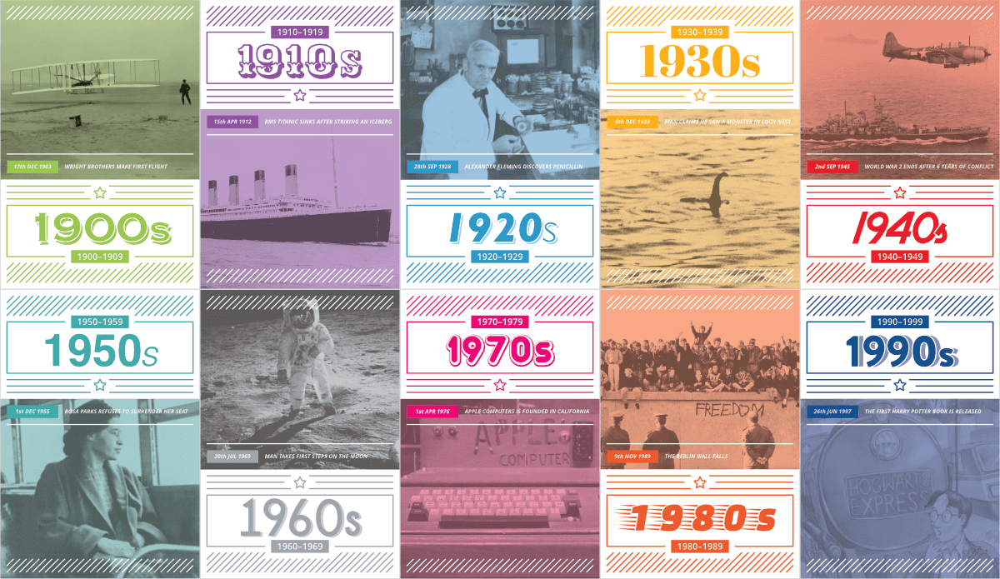 17th DEC 1903 WRIGHT BROTHERS MAKE FIRST FLIGHT
1900s
1900–1909
1910–1919
1910s
15th APR 1912 RMS TITANIC SINKS AFTER STRIKING AN ICEBERG
28th SEP 1928 ALEXANDER FLEMING DISCOVERS PENICILLIN
1920s
1920–1929
1930–1939
1930s
6th DEC 1933 MAN CLAIMS HE SAW A MONSTER IN LOCH NESS
2nd SEP 1945 WORLD WAR 2 ENDS AFTER 6 YEARS OF CONFLICT
1940s
1940–1949
1950–1959
1950s
1st DEC 1955 ROSA PARKS REFUSES TO SURRENDER HER SEAT
20th JUL 1969 MAN TAKES FIRST STEPS ON THE MOON
1960s
1960–1969
1970–1979
1970s
1st APR 1976 APPLE COMPUTERS IS FOUNDED IN CALIFORNIA
APPLE
COMPUTER
FREEDOM
9th NOV 1989 THE BERLIN WALL FALLS
1980s
1980–1989
1990–1999
1990s
26th JUN 1997 THE FIRST HARRY POTTER BOOK IS RELEASED
HOGWARTS
EXPRESS